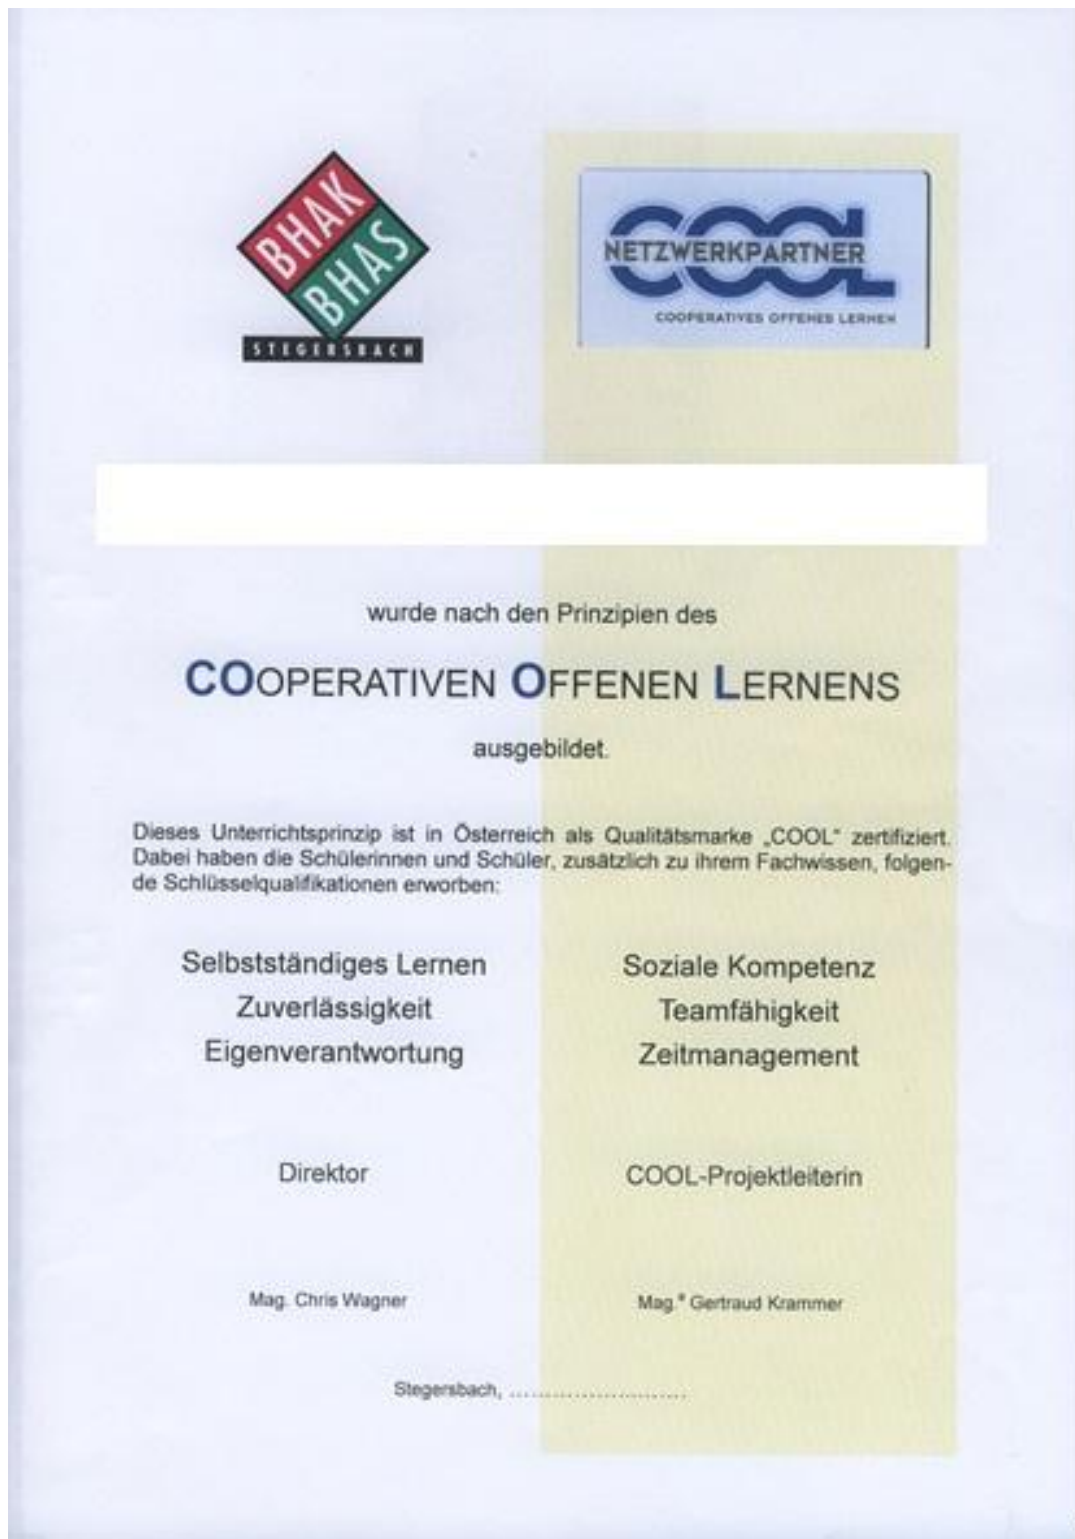 BHAK
BHAS
STEGERSBACH
COOL
NETZWERKPARTNER
COOPERATIVES OFFENES LERNEN
wurde nach den Prinzipien des
COOPERATIVEN OFFENEN LERNENS
ausgebildet.
Dieses Unterrichtsprinzip ist in Österreich als Qualitätsmarke „COOL“ zertifiziert.
Dabei haben die Schülerinnen und Schüler, zusätzlich zu ihrem Fachwissen, folgen-
de Schlüsselqualifikationen erworben:
Selbstständiges Lernen
Zuverlässigkeit
Eigenverantwortung
Soziale Kompetenz
Teamfähigkeit
Zeitmanagement
Direktor
COOL-Projektleiterin
Mag. Chris Wagner
Mag.ª Gertraud Krammer
Stegersbach, ............................